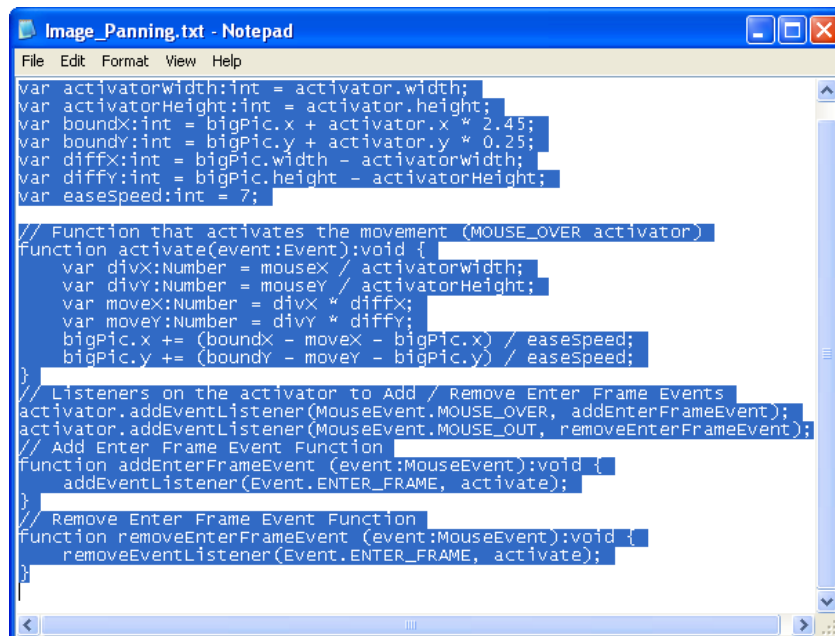 Image_Panning.txt - Notepad
File Edit Format View Help
var activatorWidth:int = activator.width;
var activatorHeight:int = activator.height;
var boundX:int = bigPic.x + activator.x * 2.45;
var boundY:int = bigPic.y + activator.y * 0.25;
var diffX:int = bigPic.width - activatorWidth;
var diffY:int = bigPic.height - activatorHeight;
var easeSpeed:int = 7;

// Function that activates the movement (MOUSE_OVER activator)
function activate(event:Event):void {
    var divX:Number = mouseX / activatorWidth;
    var divY:Number = mouseY / activatorHeight;
    var moveX:Number = divX * diffX;
    var moveY:Number = divY * diffY;
    bigPic.x += (boundX - moveX - bigPic.x) / easeSpeed;
    bigPic.y += (boundY - moveY - bigPic.y) / easeSpeed;
}
// Listeners on the activator to Add / Remove Enter Frame Events
activator.addEventListener(MouseEvent.MOUSE_OVER, addEnterFrameEvent);
activator.addEventListener(MouseEvent.MOUSE_OUT, removeEnterFrameEvent);
// Add Enter Frame Event Function
function addEnterFrameEvent (event:MouseEvent):void {
    addEventListener(Event.ENTER_FRAME, activate);
}
// Remove Enter Frame Event Function
function removeEnterFrameEvent (event:MouseEvent):void {
    removeEventListener(Event.ENTER_FRAME, activate);
}